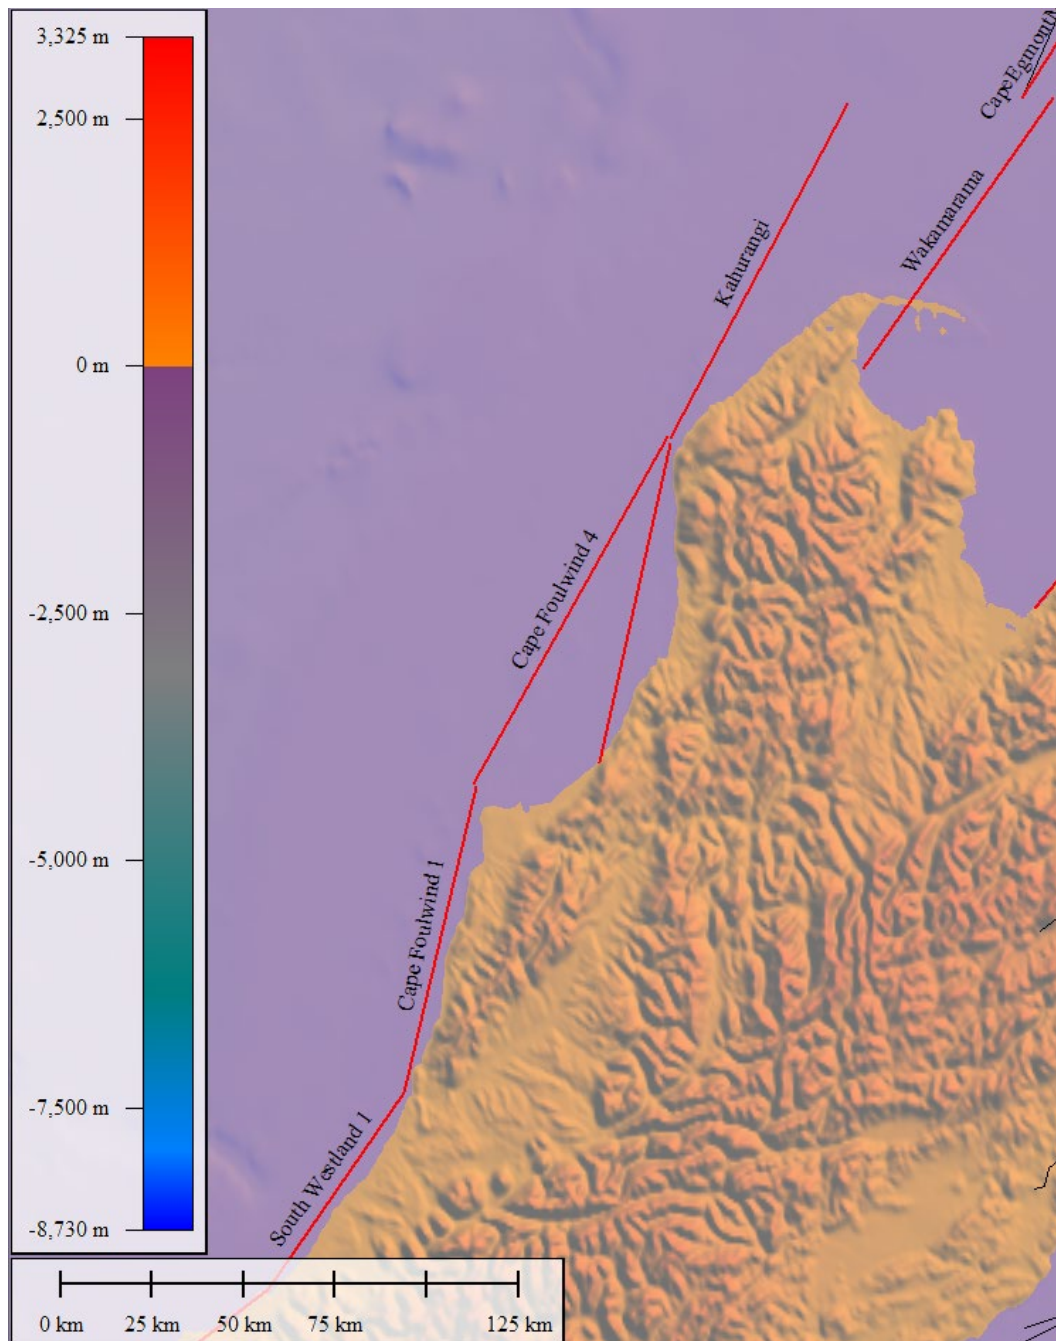 3,325 m
2,500 m
0 m
-2,500 m
-5,000 m
-7,500 m
-8,730 m
CapeEgmont
Wakamarama
Kahurangi
Cape Foulwind 4
Cape Foulwind 1
South Westland 1
0 km 25 km 50 km 75 km 125 km